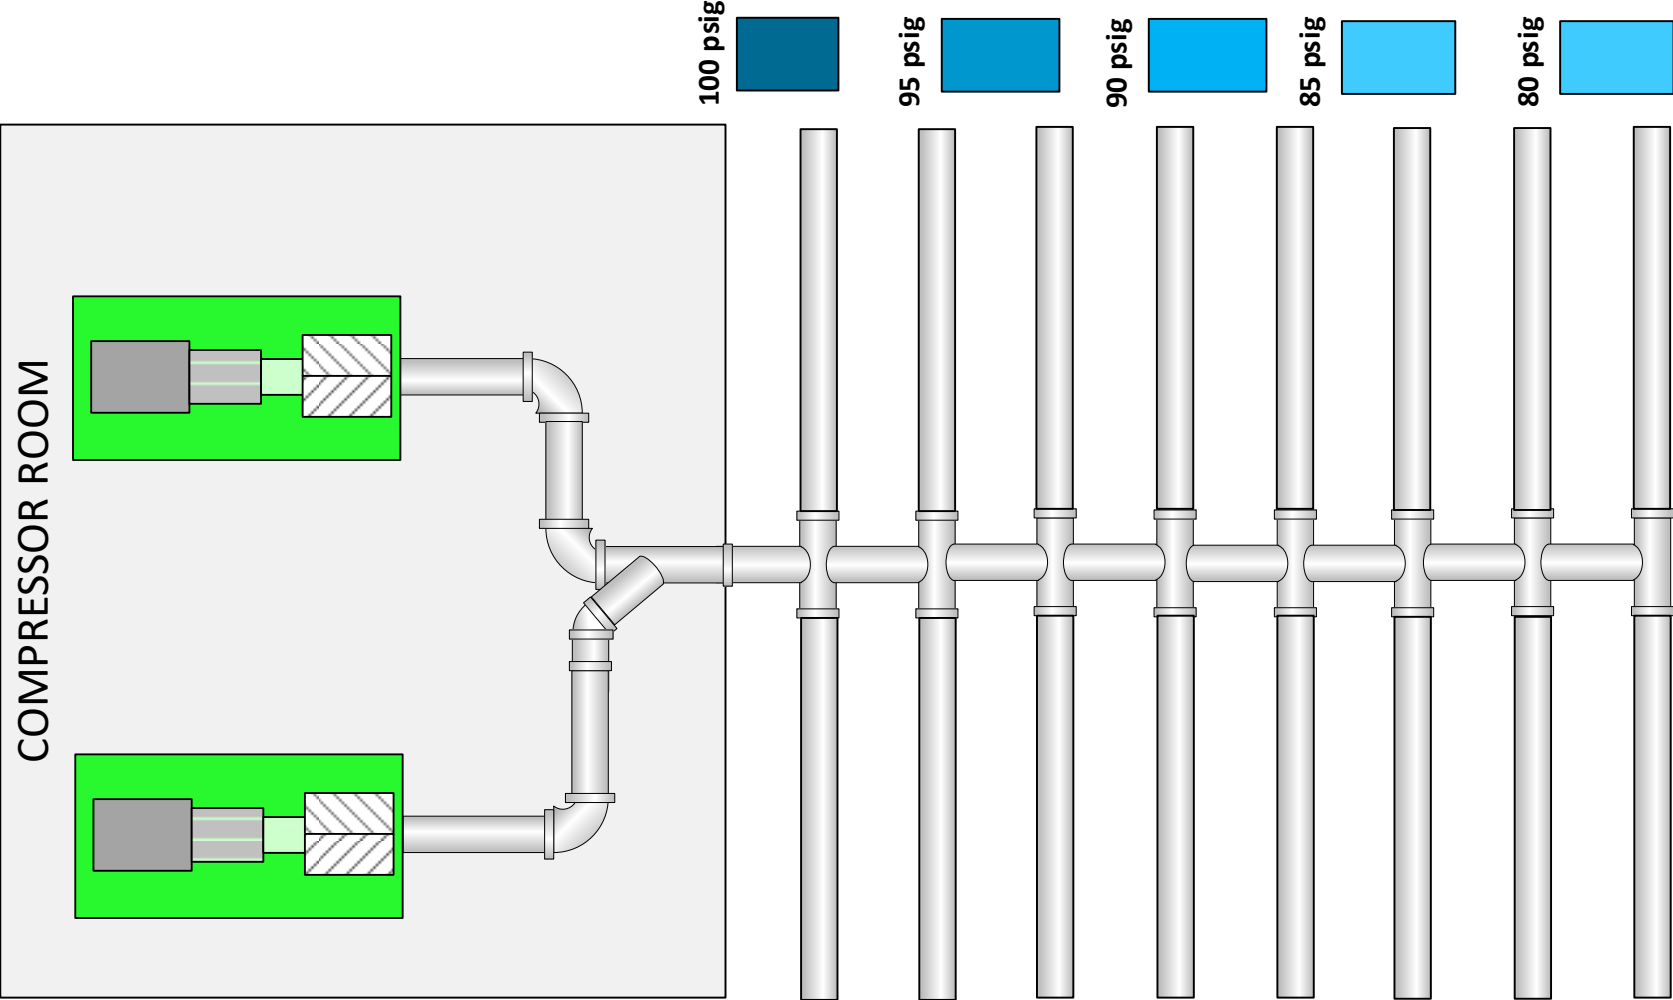 100 psig
95 psig
90 psig
85 psig
80 psig
COMPRESSOR ROOM